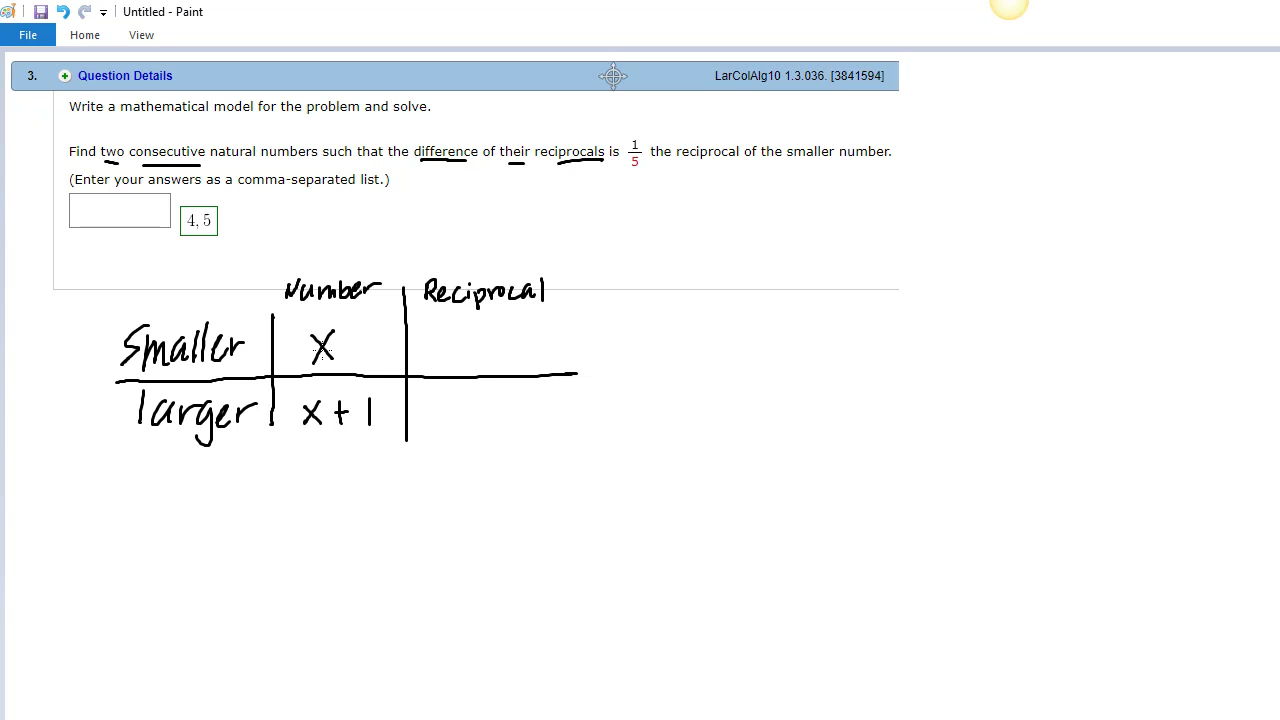 Untitled - Paint
File Home View
3. Question Details LarColAlg10 1.3.036. [3841594]
Write a mathematical model for the problem and solve.
Find two consecutive natural numbers such that the difference of their reciprocals is 1/5 the reciprocal of the smaller number.
(Enter your answers as a comma-separated list.)
4, 5
Number Reciprocal
Smaller X
larger x + 1